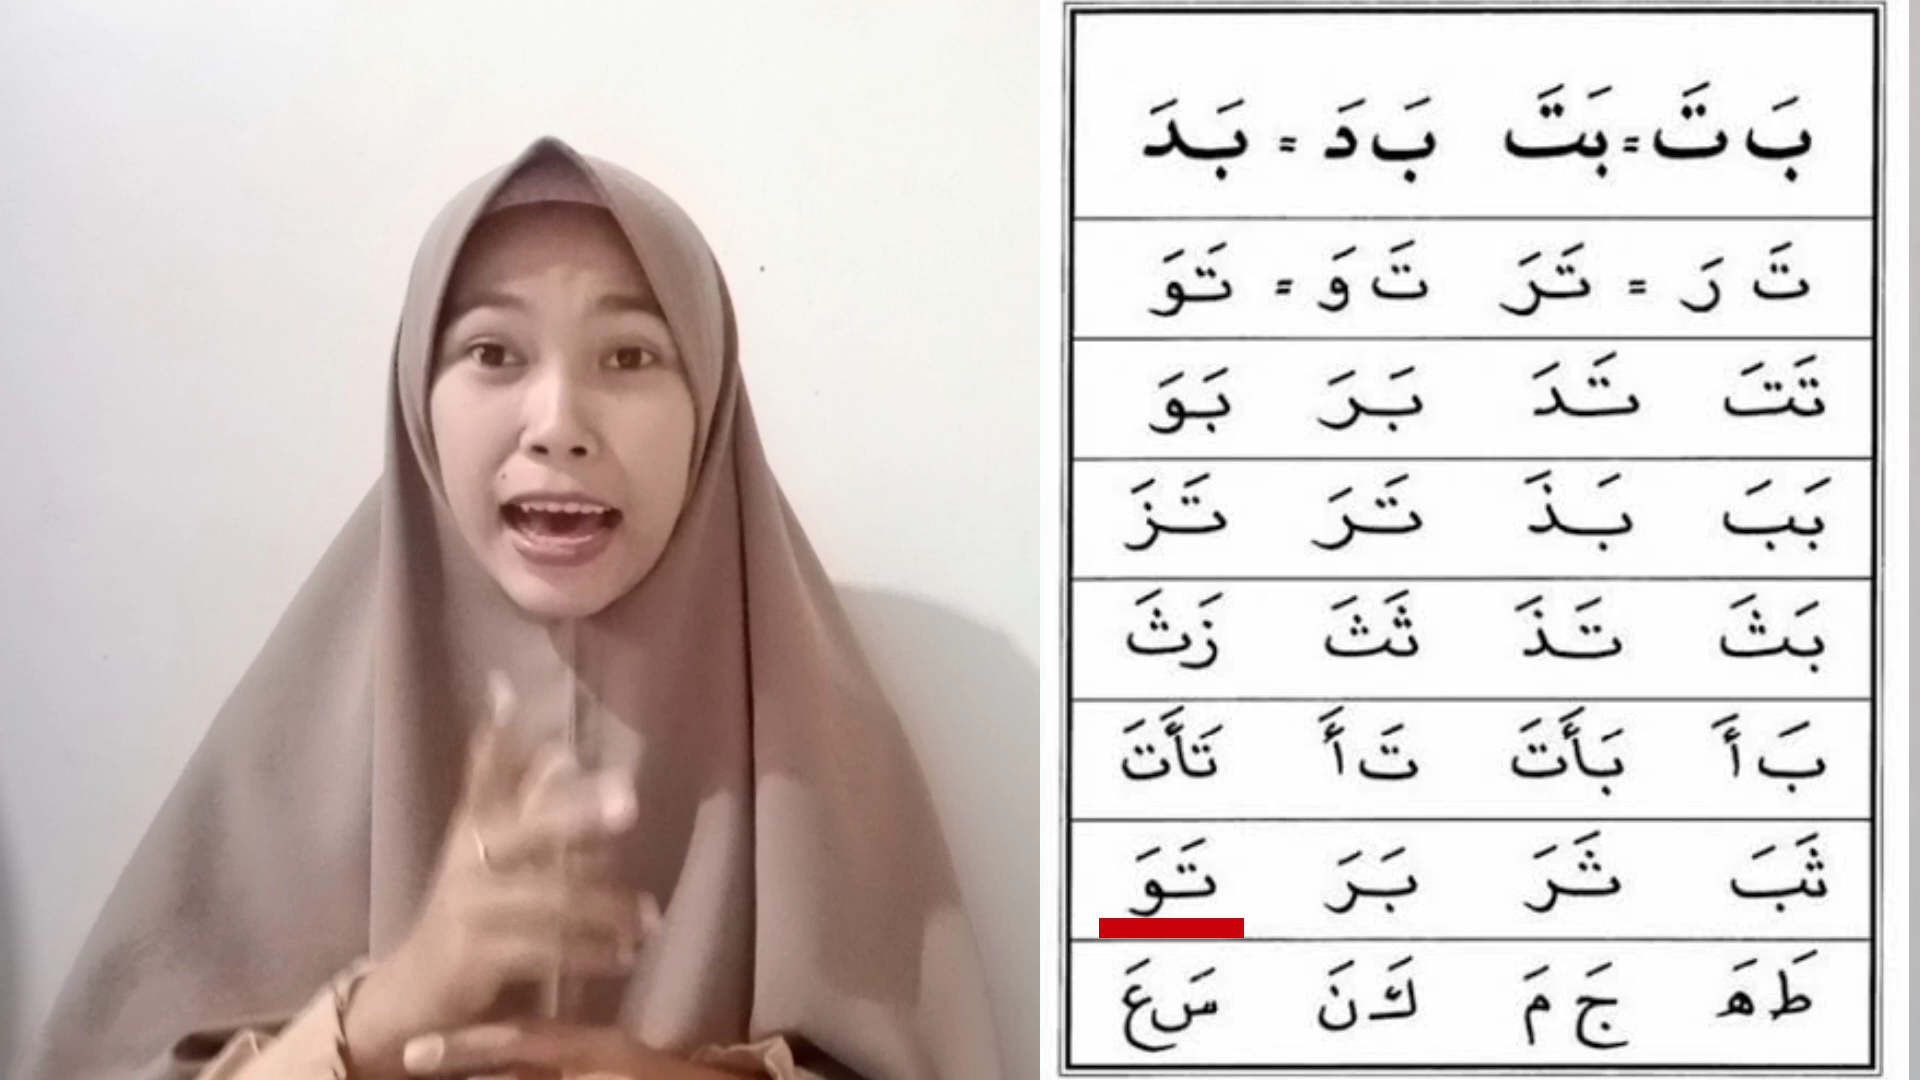 بَ تَ = بَتَ بَ دَ = بَدَ
تَ رَ = تَرَ تَ وَ = تَوَ
تَتَ تَدَ بَرَ بَوَ
بَبَ بَذَ تَرَ تَزَ
بَثَ تَذَ ثَثَ زَثَ
بَ أَ بَأَتَ تَ أَ تَأَتَ
ثَبَ ثَرَ بَرَ تَوَ
طَ هَ جَ مَ كَ نَ سَ عَ